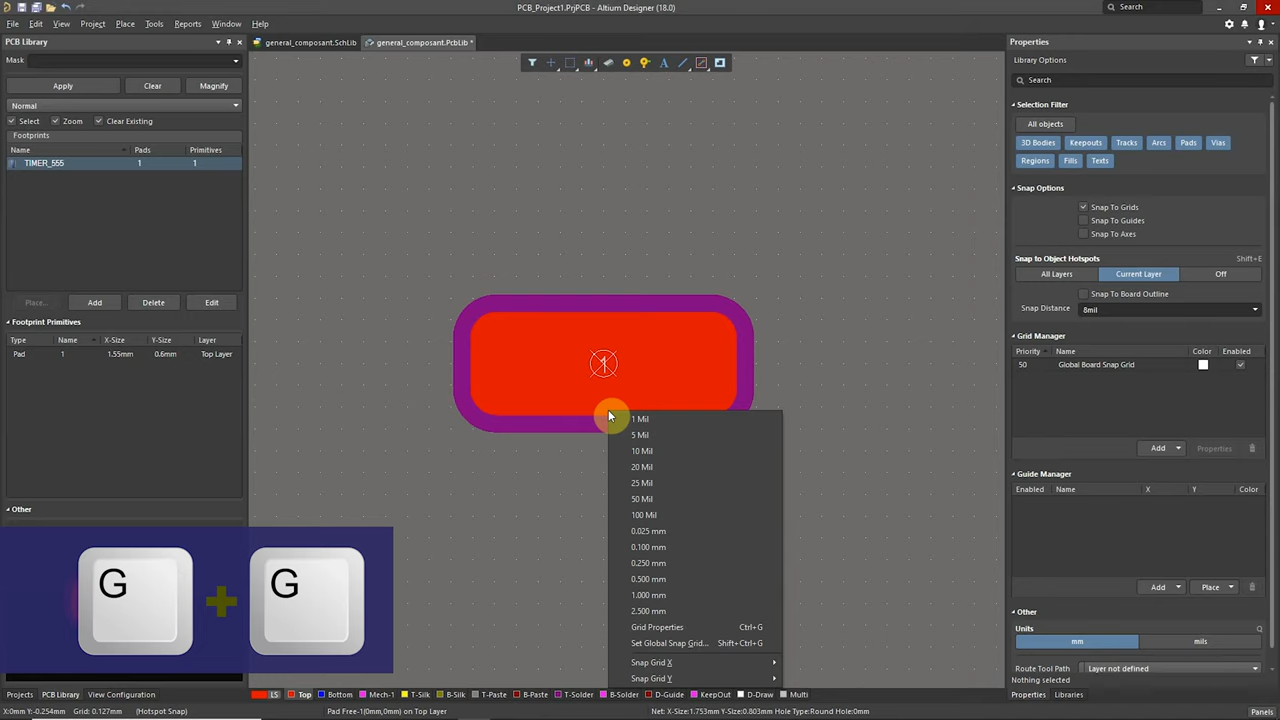 PCB_Project1.PrjPCB - Altium Designer (18.0)
Search
File Edit View Project Place Tools Reports Window Help
PCB Library
general_composant.SchLib
general_composant.PcbLib *
Properties
Mask
Library Options
Search
Apply Clear Magnify
Normal
Select Zoom Clear Existing
Footprints
Name Pads Primitives
TIMER_555 1 1
Place... Add Delete Edit
Footprint Primitives
Type Name X-Size Y-Size Layer
Pad 1 1.55mm 0.6mm Top Layer
Other
G + G
1
1 Mil
5 Mil
10 Mil
20 Mil
25 Mil
50 Mil
100 Mil
0.025 mm
0.100 mm
0.250 mm
0.500 mm
1.000 mm
2.500 mm
Grid Properties Ctrl+G
Set Global Snap Grid... Shift+Ctrl+G
Snap Grid X
Snap Grid Y
Selection Filter
All objects
3D Bodies Keepouts Tracks Arcs Pads Vias
Regions Fills Texts
Snap Options
Snap To Grids
Snap To Guides
Snap To Axes
Snap to Object Hotspots Shift+E
All Layers Current Layer Off
Snap To Board Outline
Snap Distance 8mil
Grid Manager
Priority Name Color Enabled
50 Global Board Snap Grid
Add Properties
Guide Manager
Enabled Name X Y Color
Add Place
Other
Units
mm mils
Route Tool Path Layer not defined
Nothing selected
Projects PCB Library View Configuration
LS Top Bottom Mech-1 T-Silk B-Silk T-Paste B-Paste T-Solder B-Solder D-Guide KeepOut D-Draw Multi
Properties Libraries
X:0mm Y:-0.254mm Grid: 0.127mm (Hotspot Snap)
Pad Free-1(0mm,0mm) on Top Layer
Net: X-Size:1.753mm Y-Size:0.803mm Hole Type:Round Hole:0mm
Panels